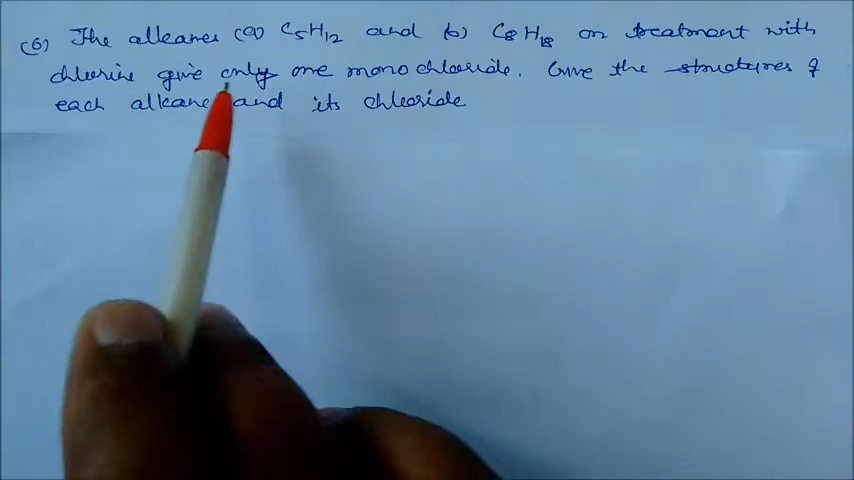 (6) The alkanes (a) C₅H₁₂ and (b) C₈H₁₈ on treatment with
chlorine give only one monochloride. Give the structures of
each alkane and its chloride